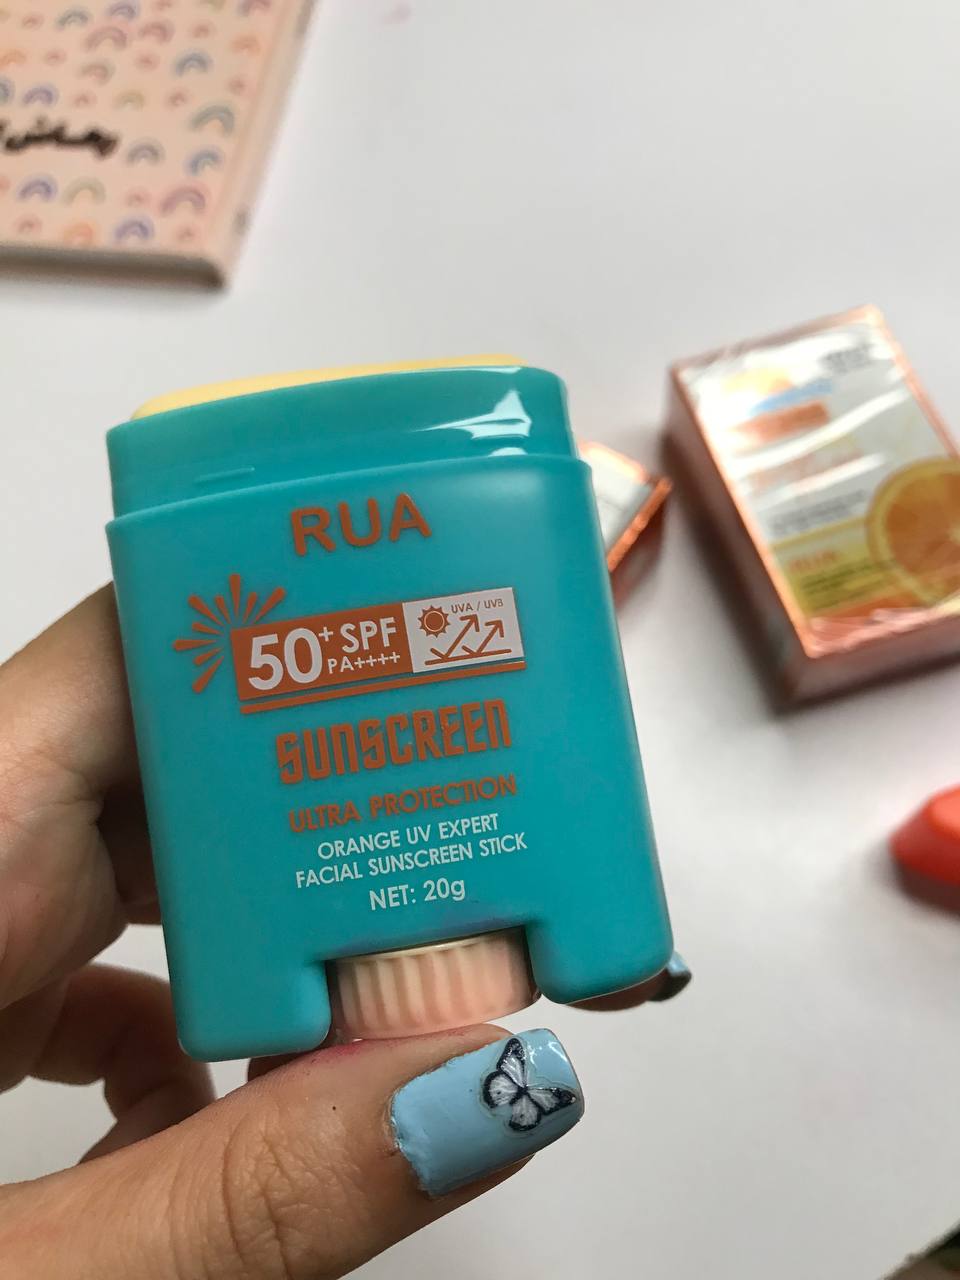 RUA
50+ SPF
PA++++
UVA / UVB
SUNSCREEN
ULTRA PROTECTION
ORANGE UV EXPERT
FACIAL SUNSCREEN STICK
NET: 20g